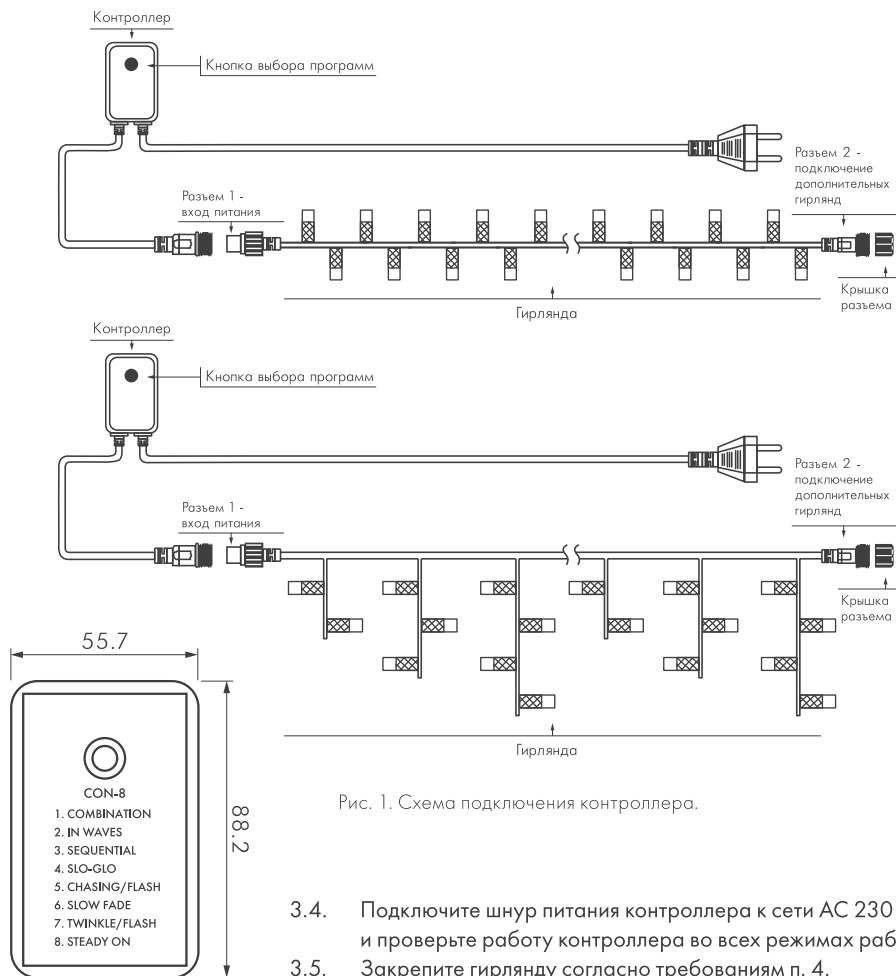 Контроллер
Кнопка выбора программ
Разъем 2 -
подключение
дополнительных
гирлянд
Разъем 1 -
вход питания
Крышка
разъема
Гирлянда
Контроллер
Кнопка выбора программ
Разъем 2 -
подключение
дополнительных
гирлянд
Разъем 1 -
вход питания
Крышка
разъема
Гирлянда
55.7
88.2
CON-8
1. COMBINATION
2. IN WAVES
3. SEQUENTIAL
4. SLO-GLO
5. CHASING/FLASH
6. SLOW FADE
7. TWINKLE/FLASH
8. STEADY ON
Рис. 1. Схема подключения контроллера.
3.4. Подключите шнур питания контроллера к сети AC 230
и проверьте работу контроллера во всех режимах
3.5. Закрепите гирлянду согласно требованиям п. 4.